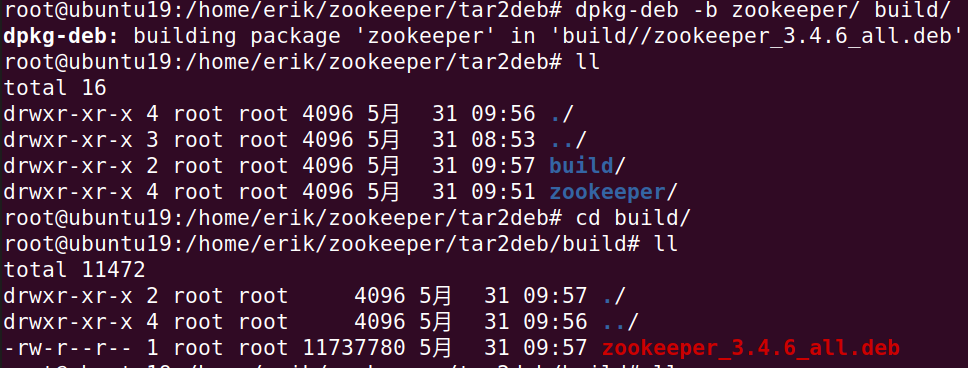 root@ubuntu19:/home/erik/zookeeper/tar2deb# dpkg-deb -b zookeeper/ build/
dpkg-deb: building package 'zookeeper' in 'build//zookeeper_3.4.6_all.deb'
root@ubuntu19:/home/erik/zookeeper/tar2deb# ll
total 16
drwxr-xr-x 4 root root 4096 5月  31 09:56 ./
drwxr-xr-x 3 root root 4096 5月  31 08:53 ../
drwxr-xr-x 2 root root 4096 5月  31 09:57 build/
drwxr-xr-x 4 root root 4096 5月  31 09:51 zookeeper/
root@ubuntu19:/home/erik/zookeeper/tar2deb# cd build/
root@ubuntu19:/home/erik/zookeeper/tar2deb/build# ll
total 11472
drwxr-xr-x 2 root root     4096 5月  31 09:57 ./
drwxr-xr-x 4 root root     4096 5月  31 09:56 ../
-rw-r--r-- 1 root root 11737780 5月  31 09:57 zookeeper_3.4.6_all.deb